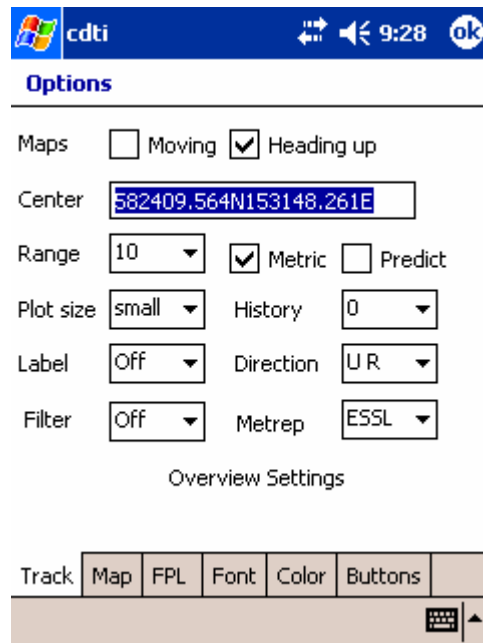 cdti 9:28 ok
Options
Maps Moving Heading up
Center 582409.564N153148.261E
Range 10 Metric Predict
Plot size small History 0
Label Off Direction U R
Filter Off Metrep ESSL
Overview Settings
Track Map FPL Font Color Buttons